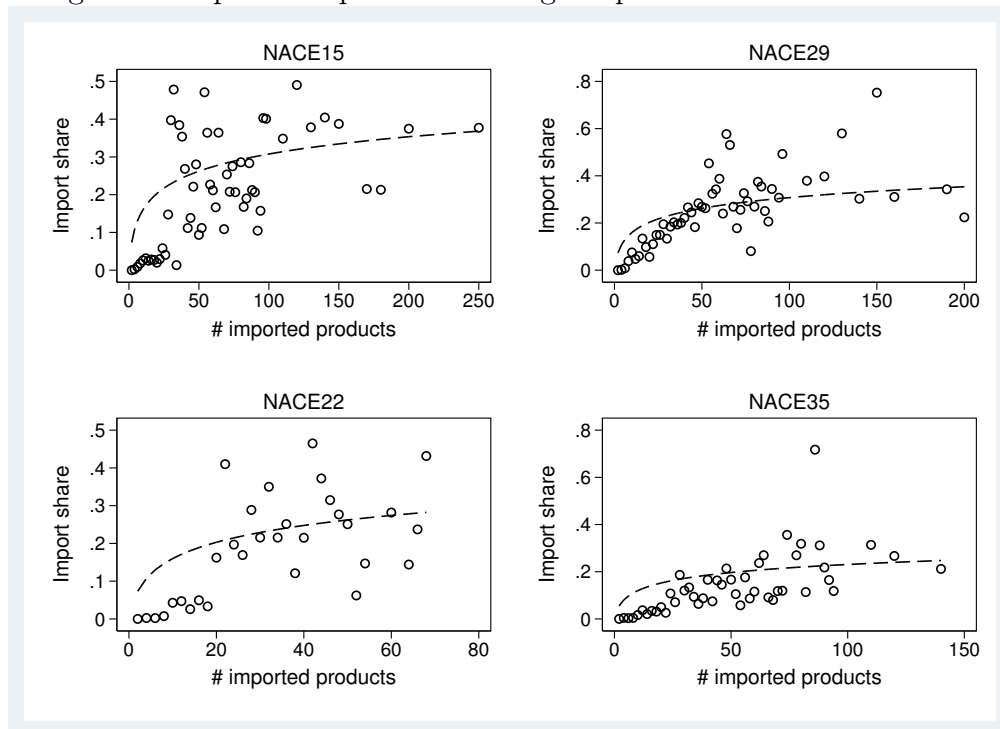 NACE15
NACE29
.5
.4
.3
.2
.1
0
Import share
0 50 100 150 200 250
# imported products
.8
.6
.4
.2
0
Import share
0 50 100 150 200
# imported products
NACE22
NACE35
.5
.4
.3
.2
.1
0
Import share
0 20 40 60 80
# imported products
.8
.6
.4
.2
0
Import share
0 50 100 150
# imported products